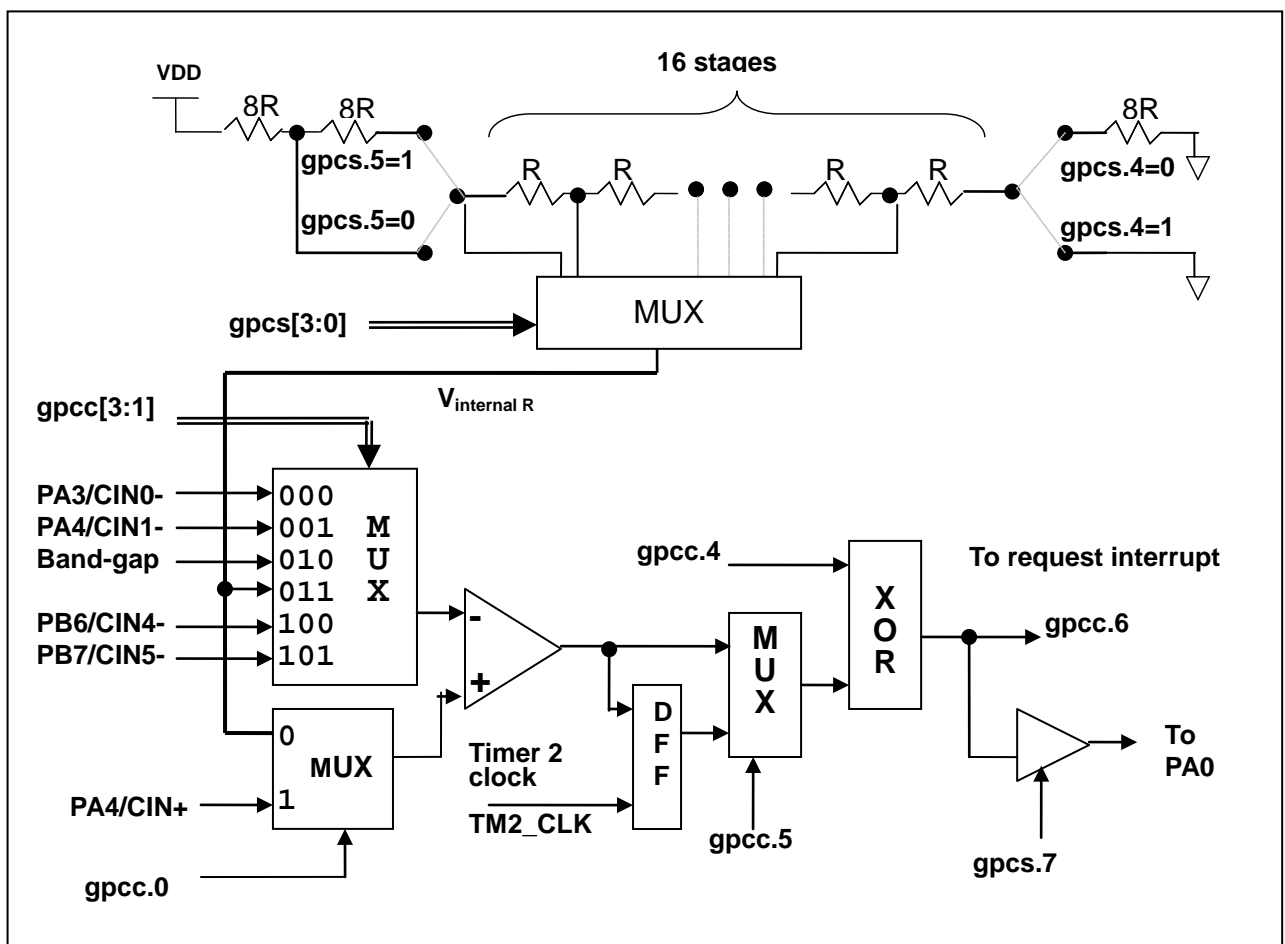 16 stages
VDD
8R
8R
8R
gpcs.5=1
R
R
R
R
gpcs.4=0
gpcs.5=0
gpcs.4=1
MUX
gpcs[3:0]
V internal R
gpcc[3:1]
PA3/CIN0-
000
PA4/CIN1-
001
Band-gap
010
011
PB6/CIN4-
100
PB7/CIN5-
101
M
U
X
-
+
gpcc.4
To request interrupt
X
O
R
gpcc.6
M
U
X
D
F
F
0
MUX
1
PA4/CIN+
Timer 2
clock
TM2_CLK
gpcc.5
To
PA0
gpcs.7
gpcc.0